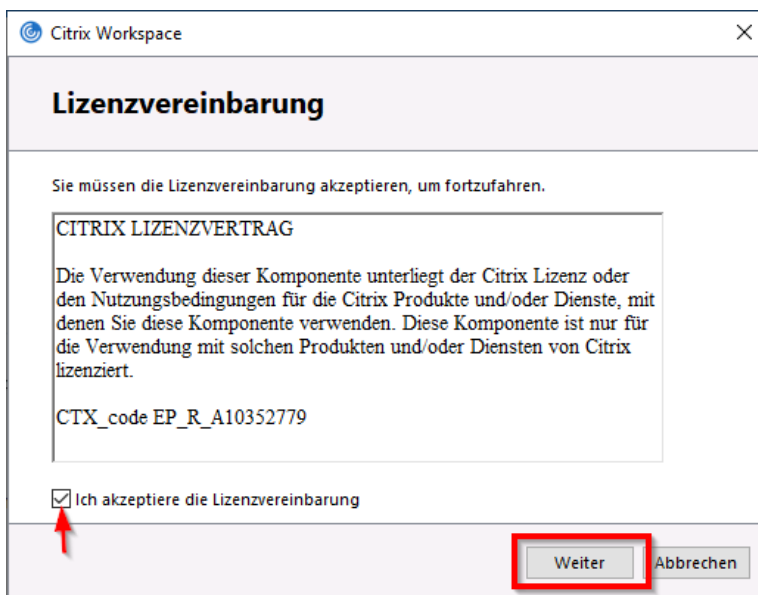 Citrix Workspace
Lizenzvereinbarung
Sie müssen die Lizenzvereinbarung akzeptieren, um fortzufahren.
CITRIX LIZENZVERTRAG
Die Verwendung dieser Komponente unterliegt der Citrix Lizenz oder
den Nutzungsbedingungen für die Citrix Produkte und/oder Dienste, mit
denen Sie diese Komponente verwenden. Diese Komponente ist nur für
die Verwendung mit solchen Produkten und/oder Diensten von Citrix
lizenziert.
CTX_code EP_R_A10352779
Ich akzeptiere die Lizenzvereinbarung
Weiter Abbrechen